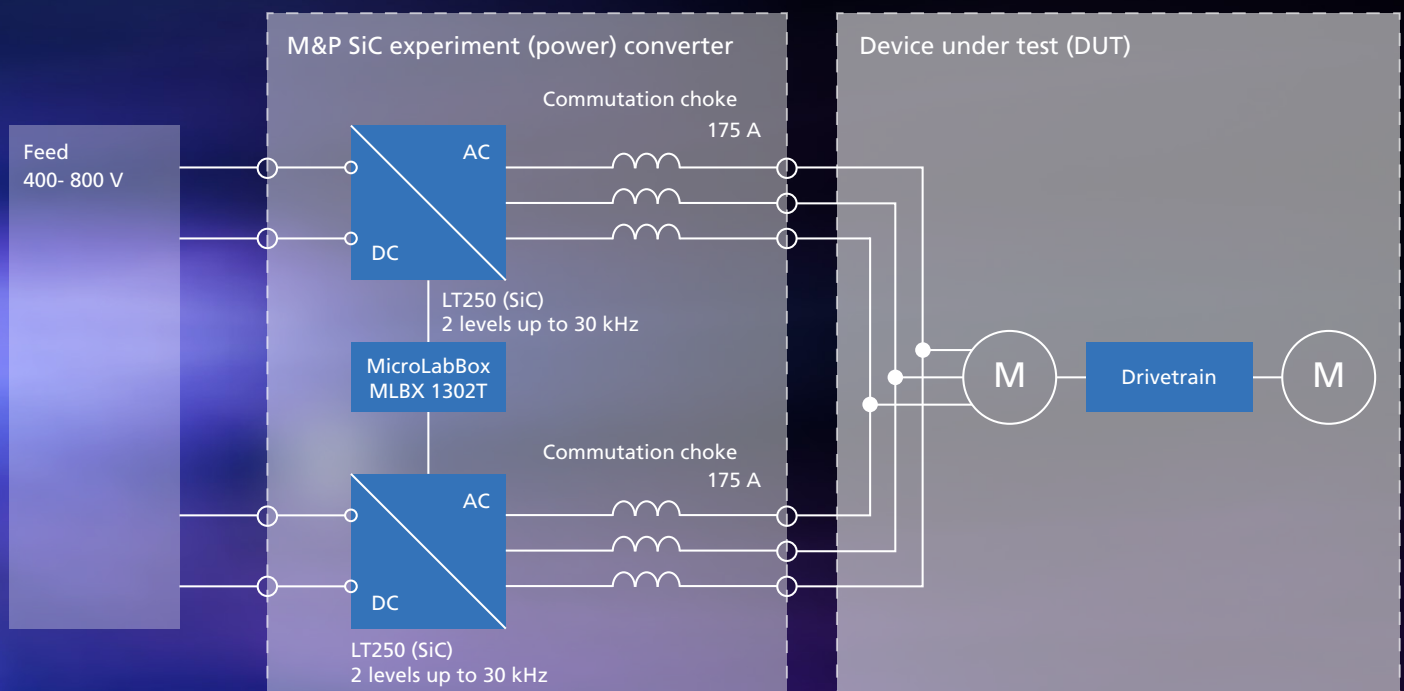 M&P SiC experiment (power) converter
Device under test (DUT)
Commutation choke
175 A
Feed
400- 800 V
AC
DC
LT250 (SiC)
2 levels up to 30 kHz
MicroLabBox
MLBX 1302T
M
Drivetrain
M
Commutation choke
175 A
AC
DC
LT250 (SiC)
2 levels up to 30 kHz